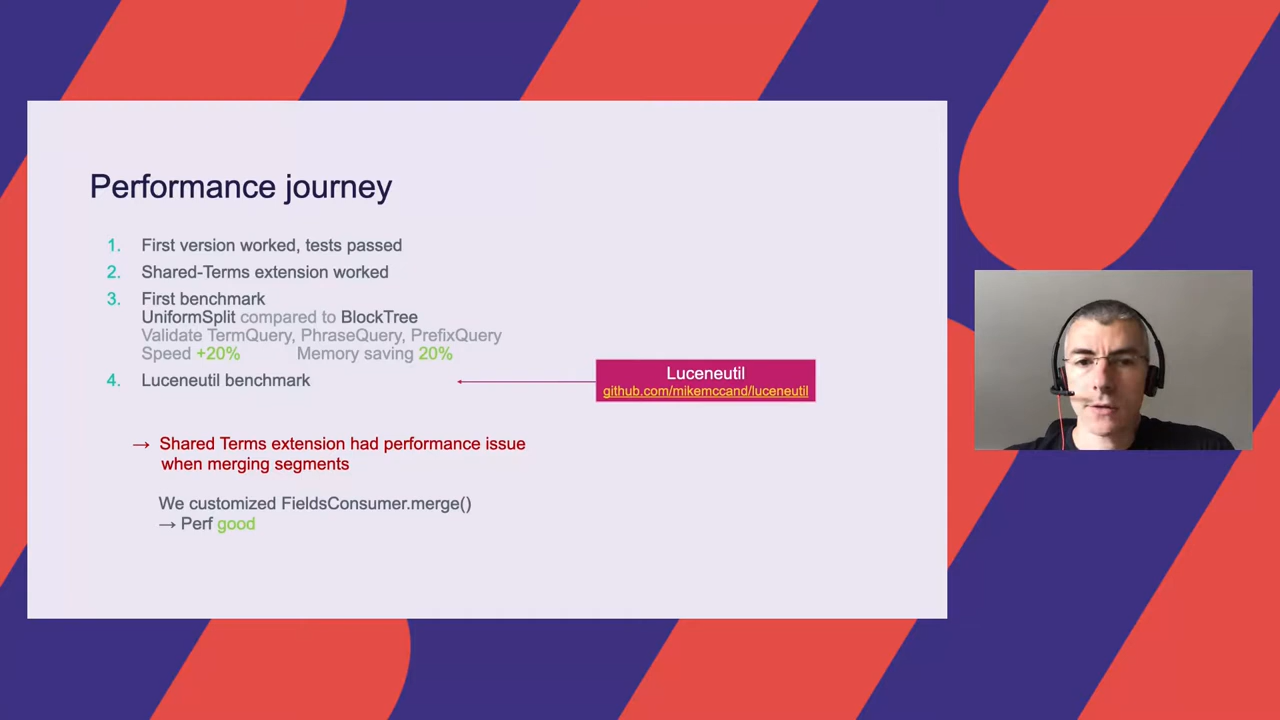 Performance journey
1. First version worked, tests passed
2. Shared-Terms extension worked
3. First benchmark
UniformSplit compared to BlockTree
Validate TermQuery, PhraseQuery, PrefixQuery
Speed +20% Memory saving 20%
4. Luceneutil benchmark
Luceneutil
github.com/mikemccand/luceneutil
→ Shared Terms extension had performance issue
when merging segments
We customized FieldsConsumer.merge()
→ Perf good